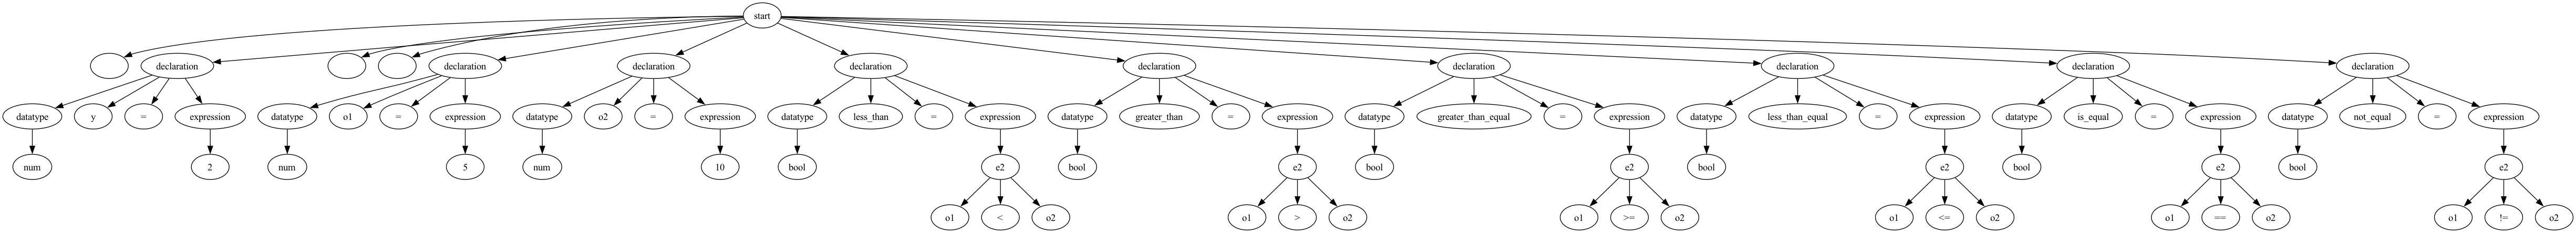 start
declaration declaration declaration declaration declaration declaration declaration declaration declaration
datatype y = expression datatype o1 = expression datatype o2 = expression datatype less_than = expression datatype greater_than = expression datatype greater_than_equal = expression datatype less_than_equal = expression datatype is_equal = expression datatype not_equal = expression
num 2 num 5 num 10 bool e2 bool e2 bool e2 bool e2 bool e2 bool e2
o1 < o2 o1 > o2 o1 >= o2 o1 <= o2 o1 == o2 o1 != o2